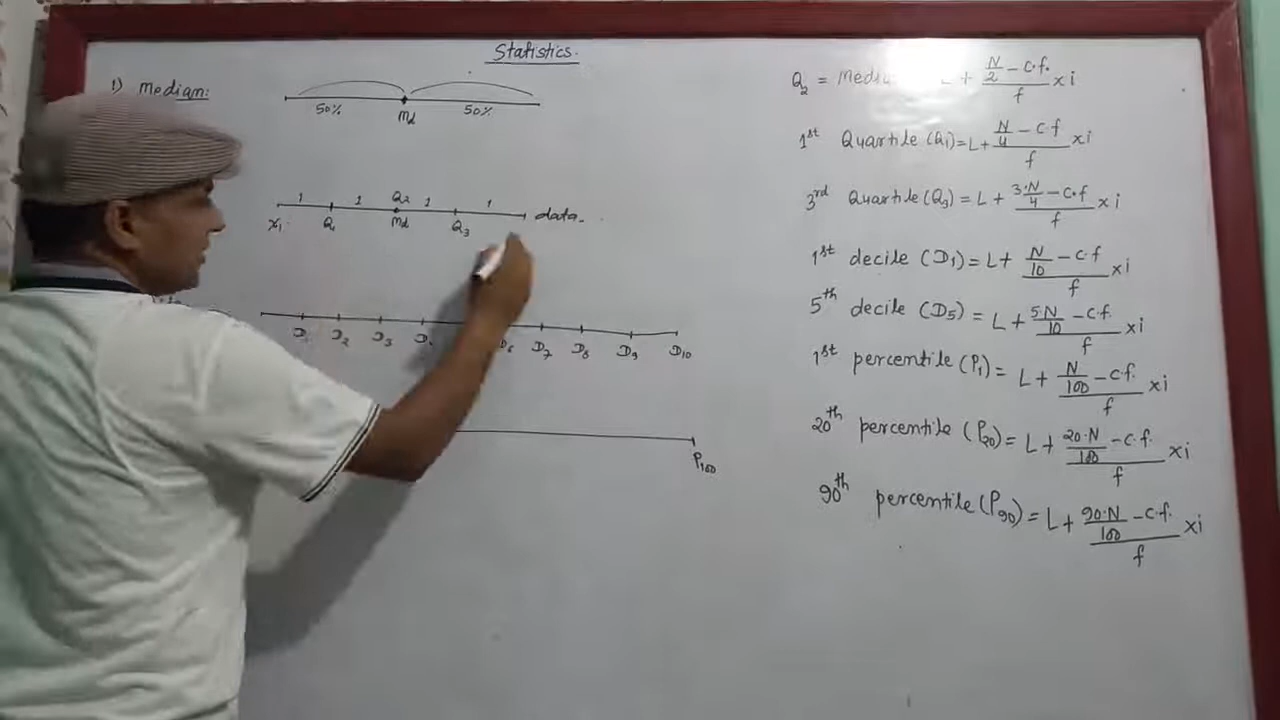 Statistics.
1) Median:
50% Md 50%
1 1 Q₂ 1 1
x₁ Q₁ Md Q₃ data.
D₁ D₂ D₃ D₆ D₇ D₈ D₉ D₁₀
P₁₀₀
Q₂ = Media L + (N/2 - c.f.)/f x i
1st Quartile (Q₁) = L + (N/4 - c.f)/f x i
3rd Quartile (Q₃) = L + (3·N/4 - c.f)/f x i
1st decile (D₁) = L + (N/10 - c.f)/f x i
5th decile (D₅) = L + (5·N/10 - c.f.)/f x i
1st percentile (P₁) = L + (N/100 - c.f.)/f x i
20th percentile (P₂₀) = L + (20·N/100 - c.f.)/f x i
90th percentile (P₉₀) = L + (90·N/100 - c.f.)/f x i